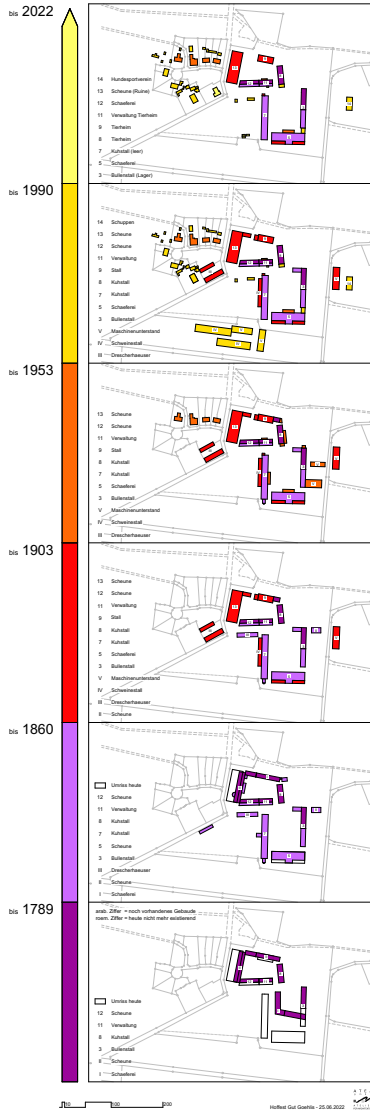 bis 2022
14 Hundesportverein
13 Scheune (Ruine)
12 Schaeferei
11 Verwaltung Tierheim
9 Tierheim
8 Tierheim
7 Kuhstall (leer)
5 Schaeferei
3 Bullenstall (Lager)
bis 1990
14 Schuppen
13 Scheune
12 Scheune
11 Verwaltung
9 Stall
8 Kuhstall
7 Kuhstall
5 Schaeferei
3 Bullenstall
V Maschinenunterstand
IV Schweinestall
III Drescherhaeuser
bis 1953
13 Scheune
12 Scheune
11 Verwaltung
9 Stall
8 Kuhstall
7 Kuhstall
5 Schaeferei
3 Bullenstall
V Maschinenunterstand
IV Schweinestall
III Drescherhaeuser
bis 1903
13 Scheune
12 Scheune
11 Verwaltung
9 Stall
8 Kuhstall
7 Kuhstall
5 Schaeferei
3 Bullenstall
V Maschinenunterstand
IV Schweinestall
III Drescherhaeuser
II Scheune
bis 1860
Umriss heute
12 Scheune
11 Verwaltung
8 Kuhstall
7 Kuhstall
5 Scheune
3 Bullenstall
III Drescherhaeuser
II Scheune
I Schaeferei
bis 1789
arab. Ziffer = noch vorhandenes Gebaude
roem. Ziffer = heute nicht mehr existierend
Umriss heute
12 Scheune
11 Verwaltung
8 Kuhstall
3 Bullenstall
II Scheune
I Schaeferei
50 100 200
Hoffest Gut Goehlis - 25.06.2022